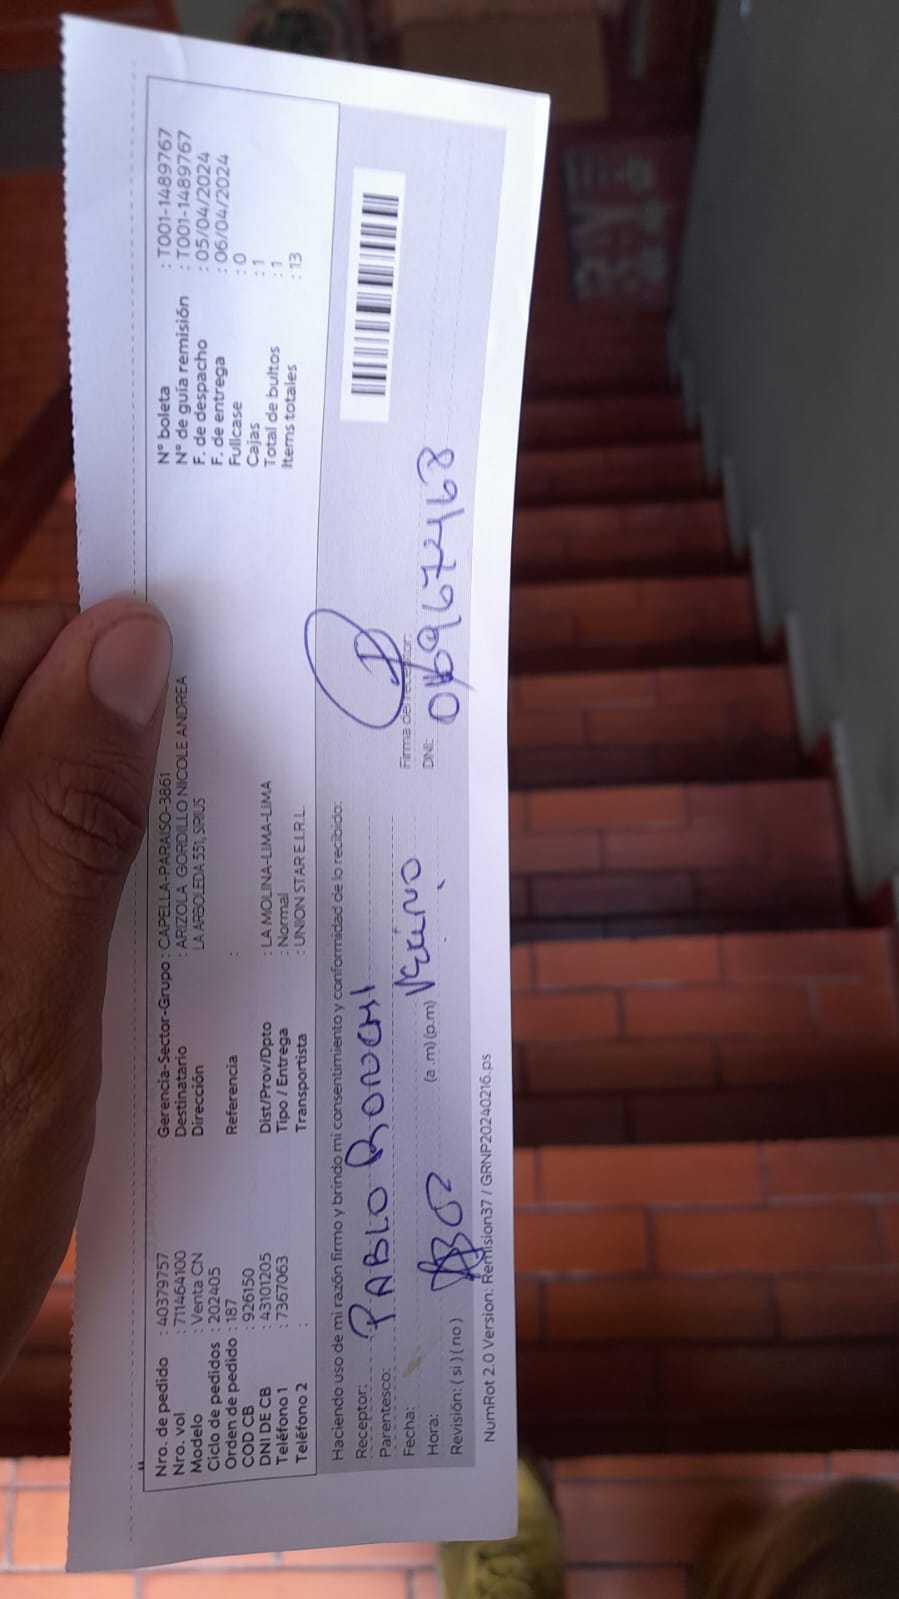 Nro. de pedido : 40379757
Nro. vol : 711464100
Modelo : Venta CN
Ciclo de pedidos : 202405
Orden de pedido : 187
COD CB : 926150
DNI DE CB : 43101205
Teléfono 1 : 7367063
Teléfono 2 :
Gerencia-Sector-Grupo : CAPELLA-PARAISO-3861
Destinatario : ARIZOLA GORDILLO NICOLE ANDREA
Dirección LA ARBOLEDA 551, SIRIUS
Referencia :
Dist/Prov/Dpto : LA MOLINA-LIMA-LIMA
Tipo / Entrega : Normal
Transportista : UNION STAR E.I.R.L.
N° boleta : T001-1489767
N° de guía remisión : T001-1489767
F. de despacho : 05/04/2024
F. de entrega : 06/04/2024
Fullcase : 0
Cajas : 1
Total de bultos : 1
Items totales : 13
Haciendo uso de mi razón firmo y brindo mi consentimiento y conformidad de lo recibido:
Receptor: PABLO RONCHI
Parentesco: VECINO
Fecha:
Hora: (a .m) (p.m)
Revisión: ( si ) ( no )
Firma del receptor:
DNI:
NumRot 2.0 Version: Remision37 / GRNP20240216.ps